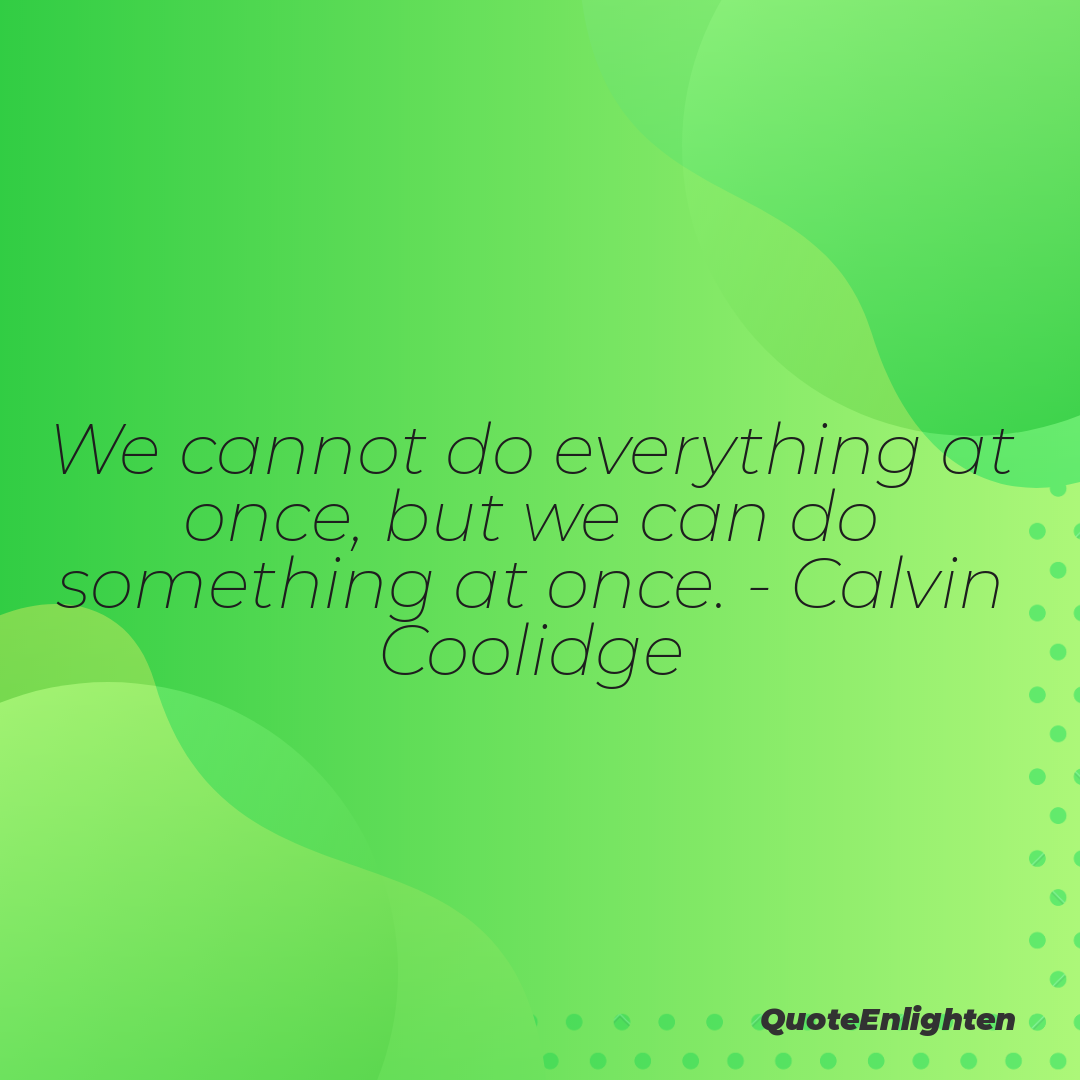 We cannot do everything at
once, but we can do
something at once. - Calvin
Coolidge
QuoteEnlighten